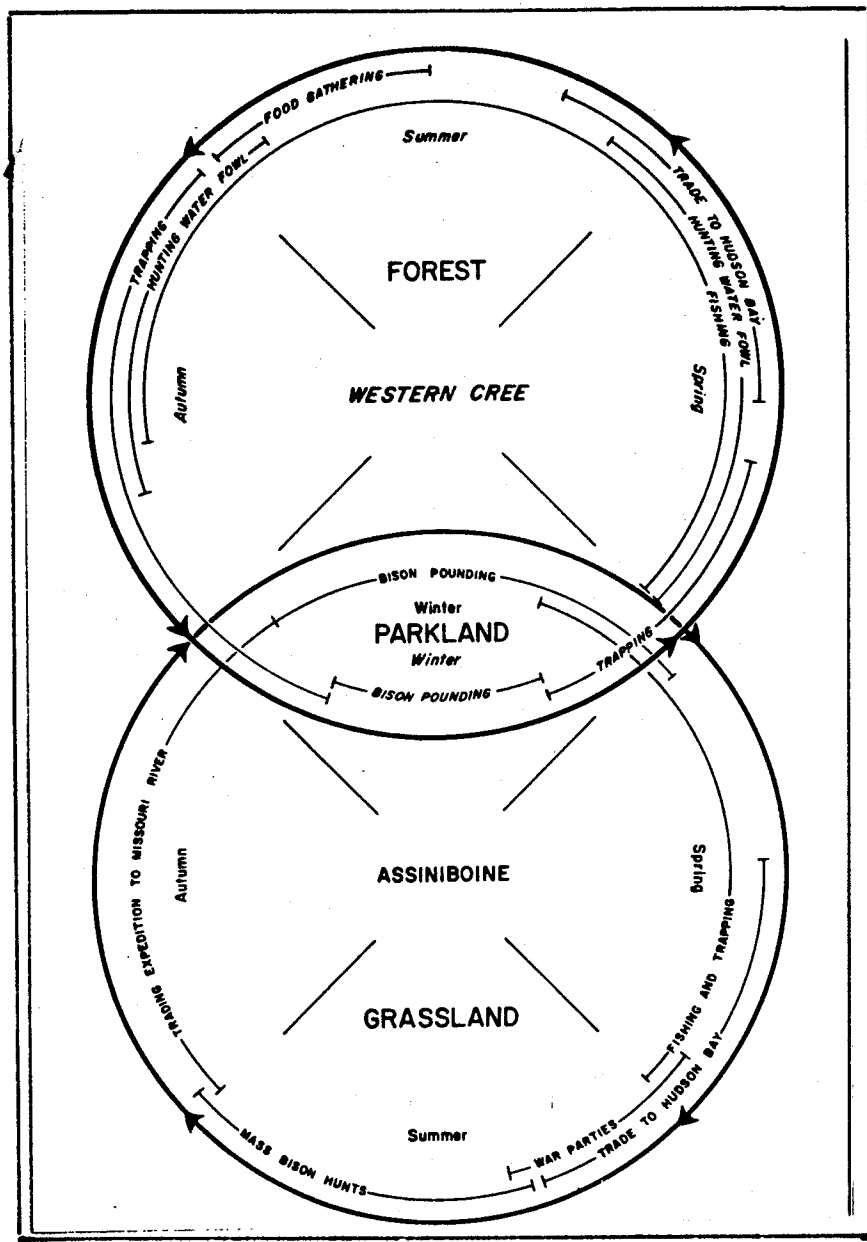 FOOD GATHERING
Summer
TRAPPING
HUNTING WATER FOWL
TRADE TO HUDSON BAY
HUNTING WATER FOWL
FISHING
FOREST
Autumn
WESTERN CREE
Spring
BISON POUNDING
Winter
PARKLAND
Winter
TRAPPING
BISON POUNDING
TRADING EXPEDITION TO MISSOURI RIVER
Autumn
ASSINIBOINE
Spring
FISHING AND TRAPPING
GRASSLAND
TRADE TO HUDSON BAY
WAR PARTIES
Summer
MASS BISON HUNTS